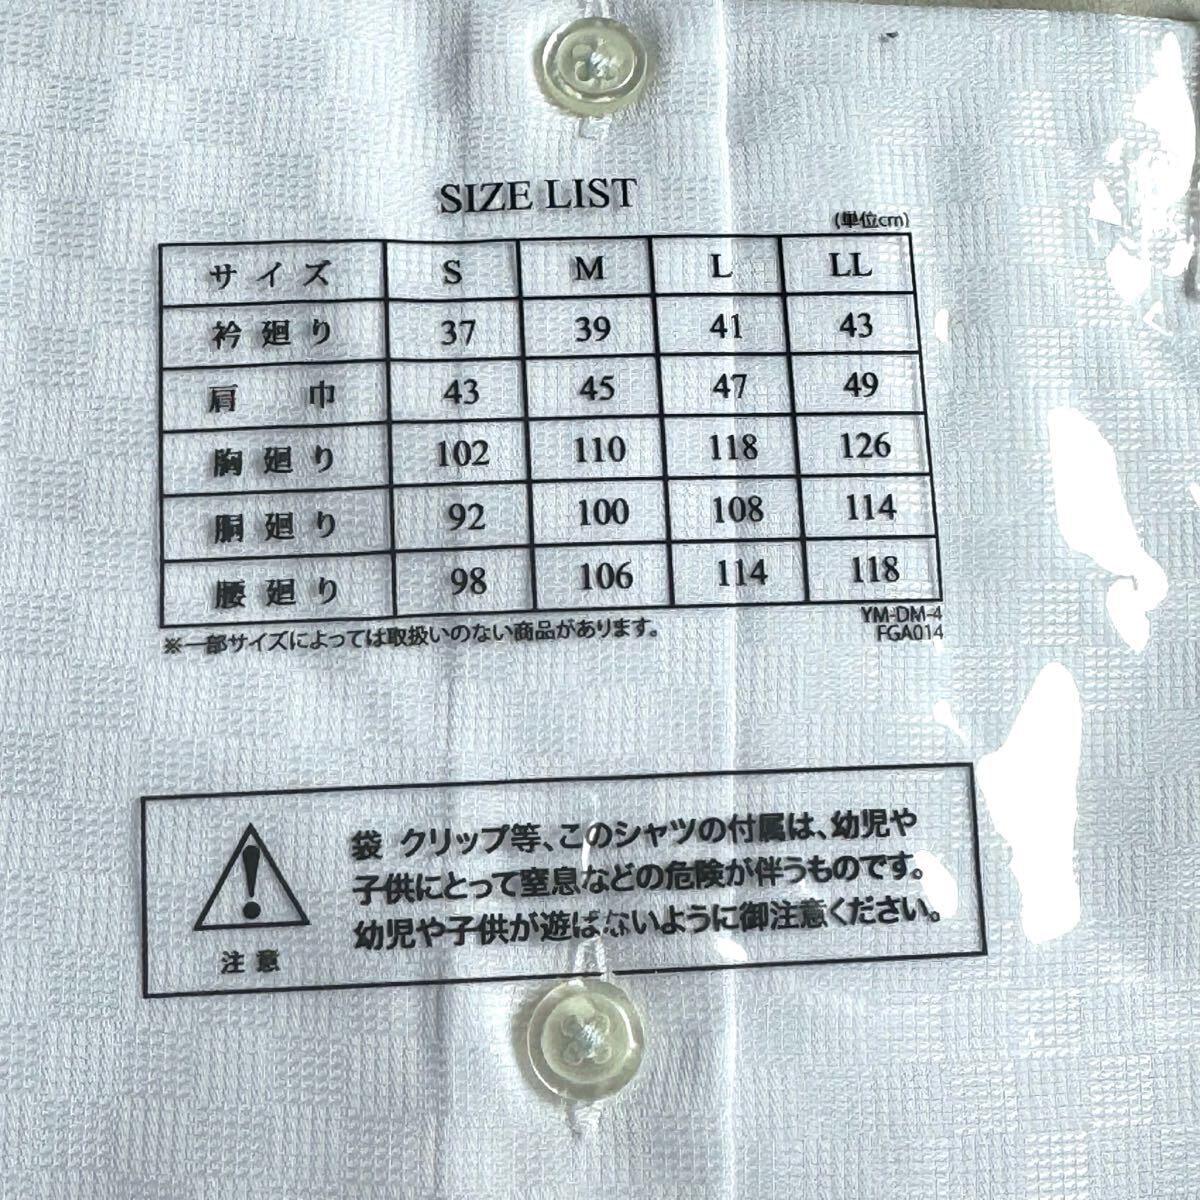 SIZE LIST
(単位cm)
サイズ S M L LL
衿廻り 37 39 41 43
肩巾 43 45 47 49
胸廻り 102 110 118 126
胴廻り 92 100 108 114
腰廻り 98 106 114 118
※一部サイズによっては取扱いのない商品があります。
YM-DM-4
FGA014
袋 クリップ等、このシャツの付属は、幼児や
子供にとって窒息などの危険が伴うものです。
幼児や子供が遊ばないように御注意ください。
注意